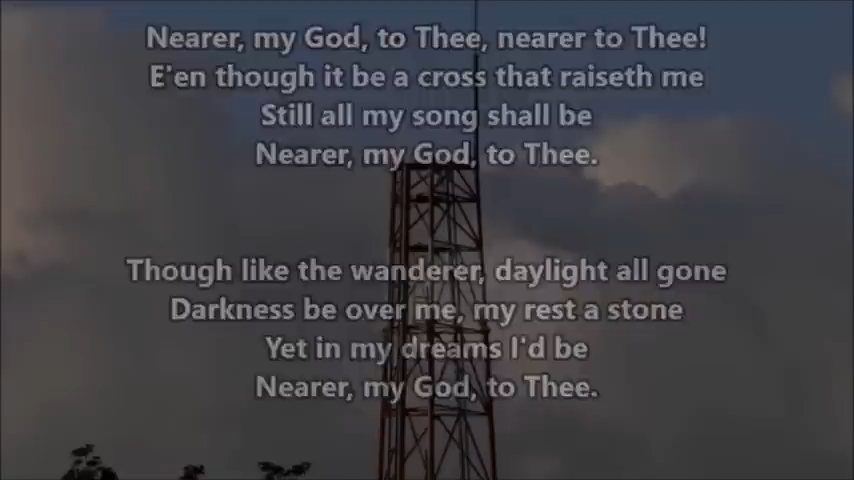 Nearer, my God, to Thee, nearer to Thee!
E'en though it be a cross that raiseth me
Still all my song shall be
Nearer, my God, to Thee.
Though like the wanderer, daylight all gone
Darkness be over me, my rest a stone
Yet in my dreams I'd be
Nearer, my God, to Thee.